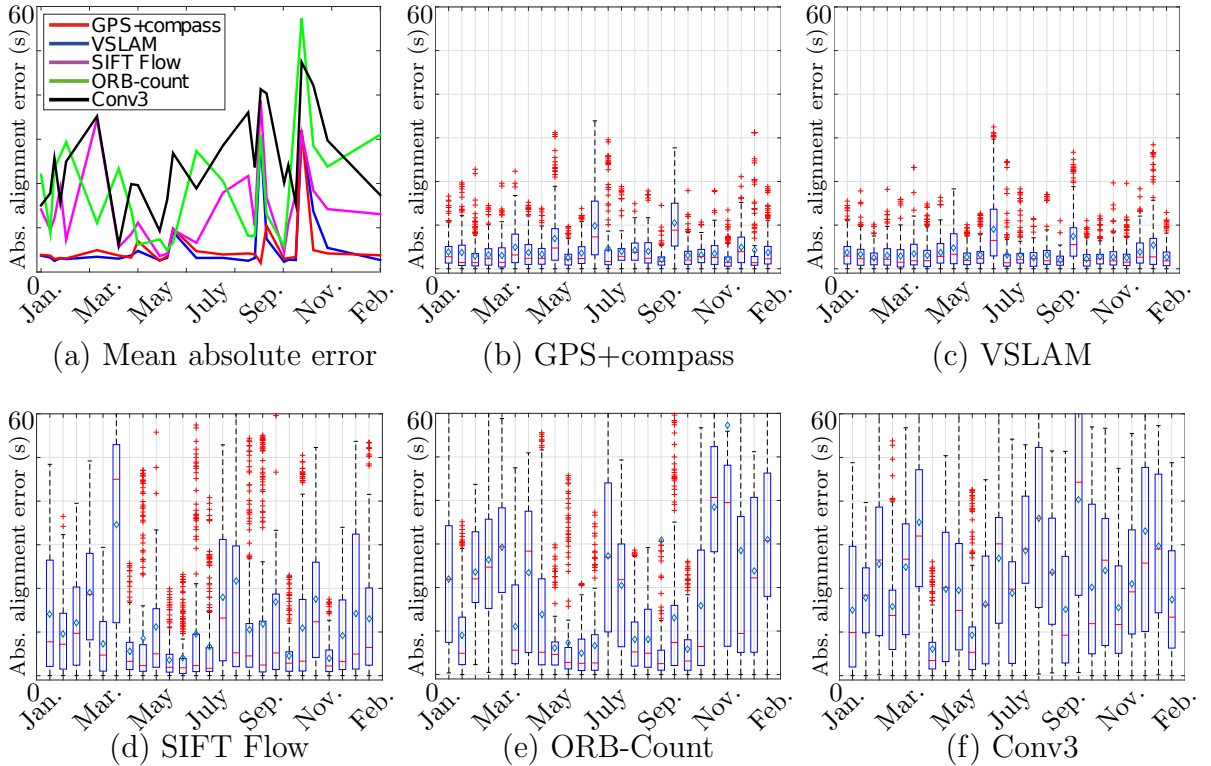 60
Abs. alignment error (s)
0
GPS+compass
VSLAM
SIFT Flow
ORB-count
Conv3
Jan.
Mar.
May
July
Sep.
Nov.
Feb.
(a) Mean absolute error
60
Abs. alignment error (s)
0
Jan.
Mar.
May
July
Sep.
Nov.
Feb.
(b) GPS+compass
60
Abs. alignment error (s)
0
Jan.
Mar.
May
July
Sep.
Nov.
Feb.
(c) VSLAM
60
Abs. alignment error (s)
0
Jan.
Mar.
May
July
Sep.
Nov.
Feb.
(d) SIFT Flow
60
Abs. alignment error (s)
0
Jan.
Mar.
May
July
Sep.
Nov.
Feb.
(e) ORB-Count
60
Abs. alignment error (s)
0
Jan.
Mar.
May
July
Sep.
Nov.
Feb.
(f) Conv3